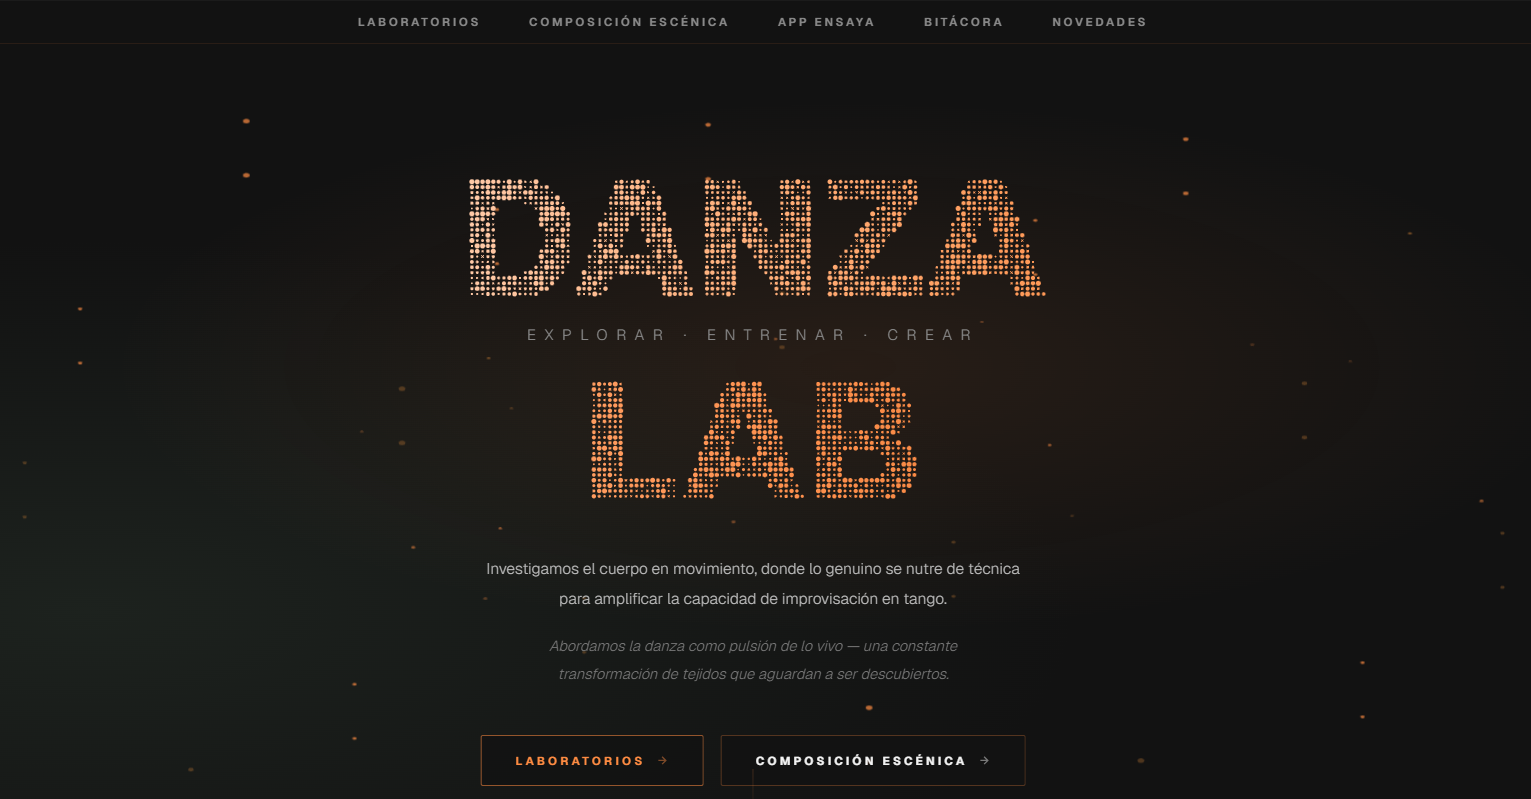 LABORATORIOS COMPOSICIÓN ESCÉNICA APP ENSAYA BITÁCORA NOVEDADES
DANZA
EXPLORAR · ENTRENAR · CREAR
LAB
Investigamos el cuerpo en movimiento, donde lo genuino se nutre de técnica
para amplificar la capacidad de improvisación en tango.
Abordamos la danza como pulsión de lo vivo — una constante
transformación de tejidos que aguardan a ser descubiertos.
LABORATORIOS → COMPOSICIÓN ESCÉNICA →